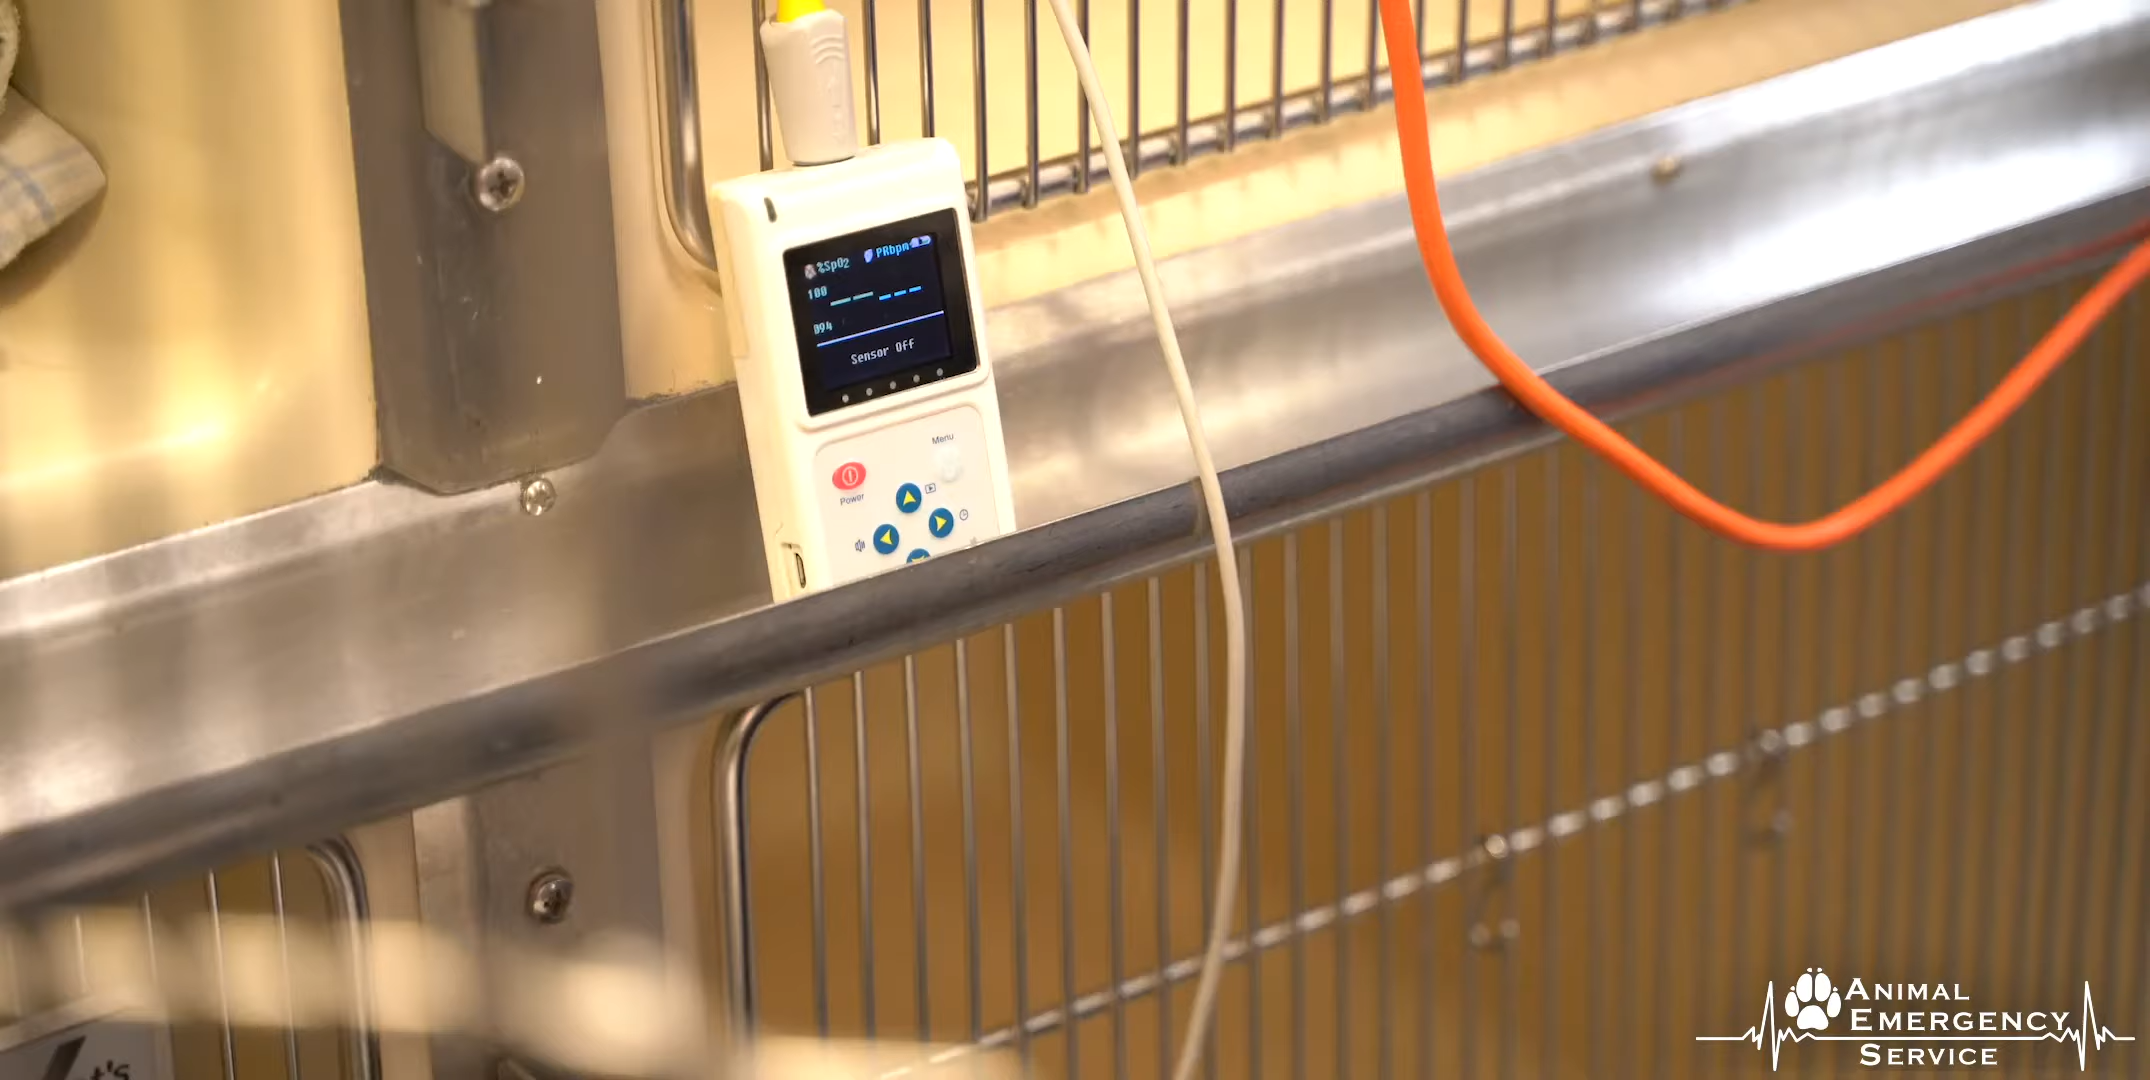 %SpO2 PRbpm
100 -- ---
094
Sensor Off
Menu
Power
ANIMAL
EMERGENCY
SERVICE
t's